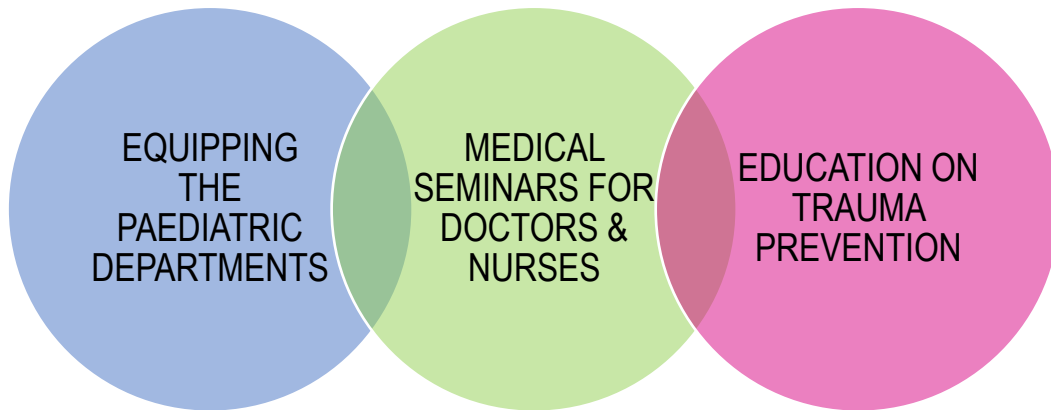 EQUIPPING
THE
PAEDIATRIC
DEPARTMENTS
MEDICAL
SEMINARS FOR
DOCTORS &
NURSES
EDUCATION ON
TRAUMA
PREVENTION